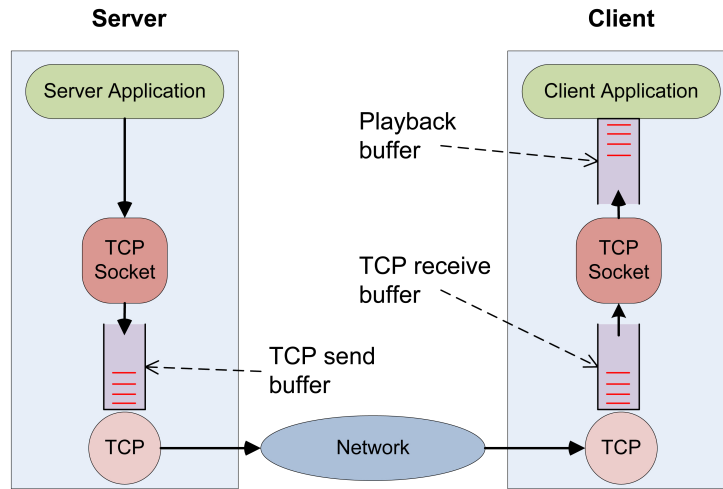 Server
Client
Server Application
Client Application
Playback
buffer
TCP
Socket
TCP
Socket
TCP receive
buffer
TCP send
buffer
TCP
Network
TCP